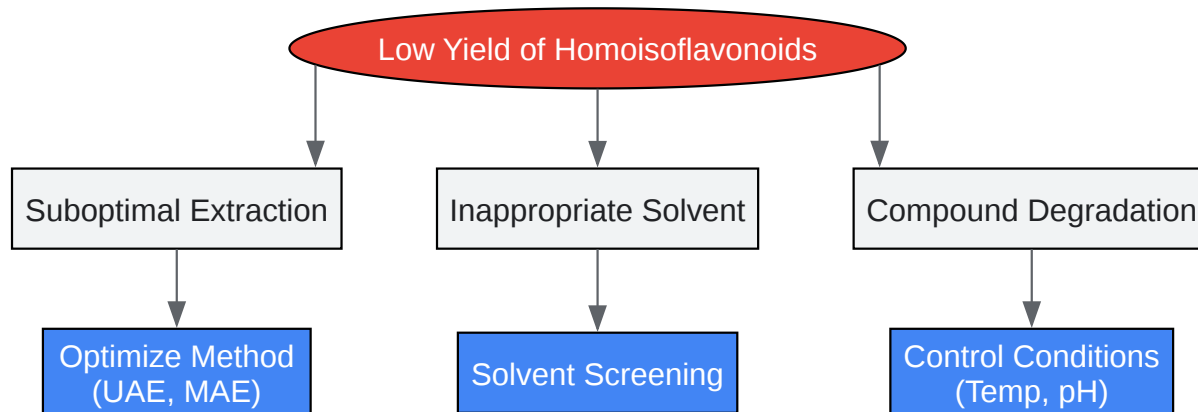 Low Yield of Homoisoflavonoids
Suboptimal Extraction
Inappropriate Solvent
Compound Degradation
Optimize Method
(UAE, MAE)
Solvent Screening
Control Conditions
(Temp, pH)